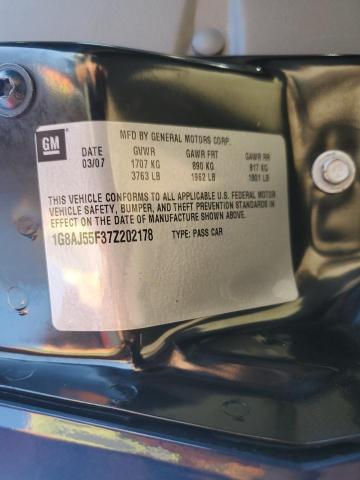 GM
MFD BY GENERAL MOTORS CORP.
DATE GVWR GAWR FRT GAWR RR
03/07 1707 KG 890 KG 817 KG
3763 LB 1962 LB 1801 LB
THIS VEHICLE CONFORMS TO ALL APPLICABLE U.S. FEDERAL MOTOR
VEHICLE SAFETY, BUMPER, AND THEFT PREVENTION STANDARDS IN
EFFECT ON THE DATE OF MANUFACTURE SHOWN ABOVE.
1G8AJ55F37Z202178 TYPE: PASS CAR